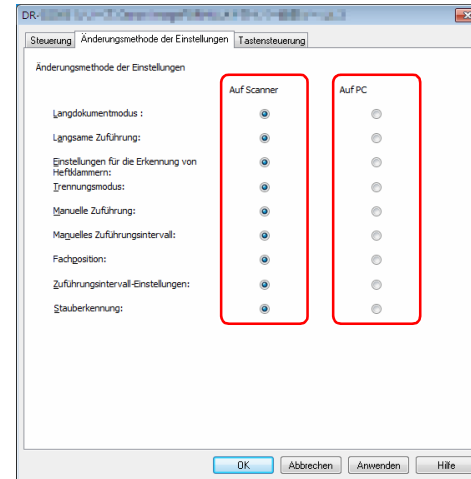 DR-
Steuerung Änderungsmethode der Einstellungen Tastensteuerung
Änderungsmethode der Einstellungen
Auf Scanner Auf PC
Langdokumentmodus :
Langsame Zuführung:
Einstellungen für die Erkennung von
Heftklammern:
Trennungsmodus:
Manuelle Zuführung:
Manuelles Zuführungsintervall:
Fachposition:
Zuführungsintervall-Einstellungen:
Stauberkennung:
OK Abbrechen Anwenden Hilfe